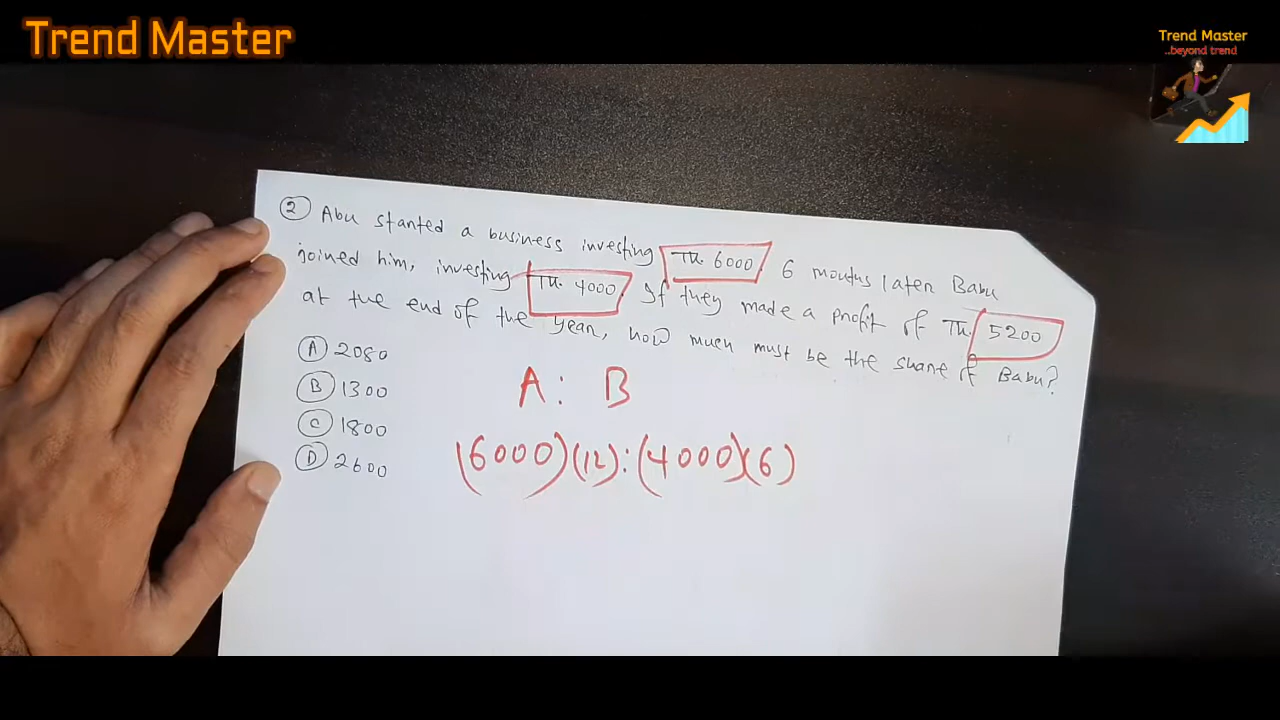 Trend Master
Trend Master
..beyond trend
2 Abu started a business investing Tk. 6000. 6 months later Babu
joined him, investing Tk. 4000. If they made a profit of Tk. 5200
at the end of the year, how much must be the share of Babu?
A 2080
B 1300
C 1800
D 2600
A : B
(6000)(12):(4000)(6)